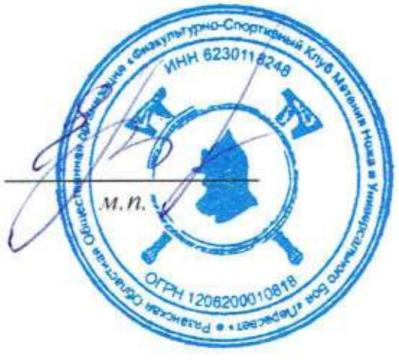 Рязанская Областная Общественная организация «Физкультурно-Спортивный Клуб Метания Ножа и Универсального Боя «Пересвет»
ИНН 6230118248
м.п.
ОГРН 1206200010818